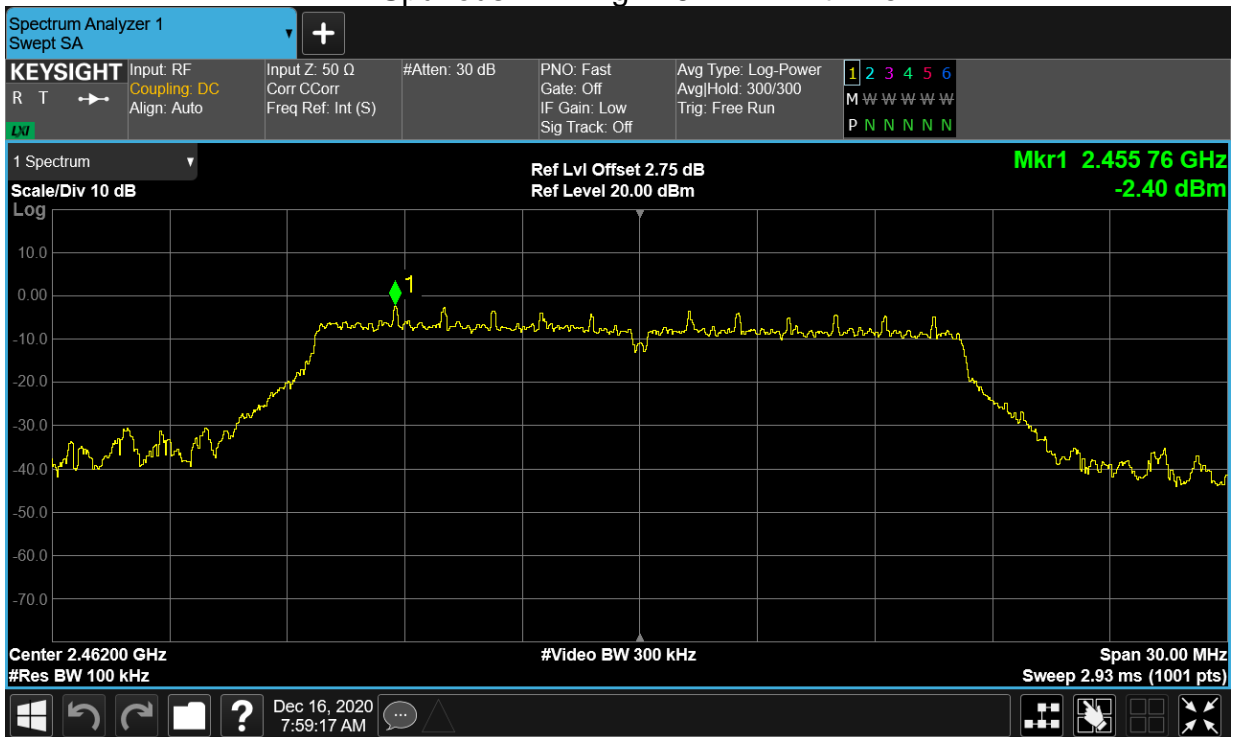 Spectrum Analyzer 1
Swept SA
+
KEYSIGHT
R T
LXI
Input: RF
Coupling: DC
Align: Auto
Input Z: 50 Ω
Corr CCorr
Freq Ref: Int (S)
#Atten: 30 dB
PNO: Fast
Gate: Off
IF Gain: Low
Sig Track: Off
Avg Type: Log-Power
Avg|Hold: 300/300
Trig: Free Run
1 2 3 4 5 6
M W W W W W
P N N N N N
1 Spectrum
Scale/Div 10 dB
Log
Ref Lvl Offset 2.75 dB
Ref Level 20.00 dBm
Mkr1 2.455 76 GHz
-2.40 dBm
1
10.0
0.00
-10.0
-20.0
-30.0
-40.0
-50.0
-60.0
-70.0
Center 2.46200 GHz
#Res BW 100 kHz
#Video BW 300 kHz
Span 30.00 MHz
Sweep 2.93 ms (1001 pts)
?
Dec 16, 2020
7:59:17 AM